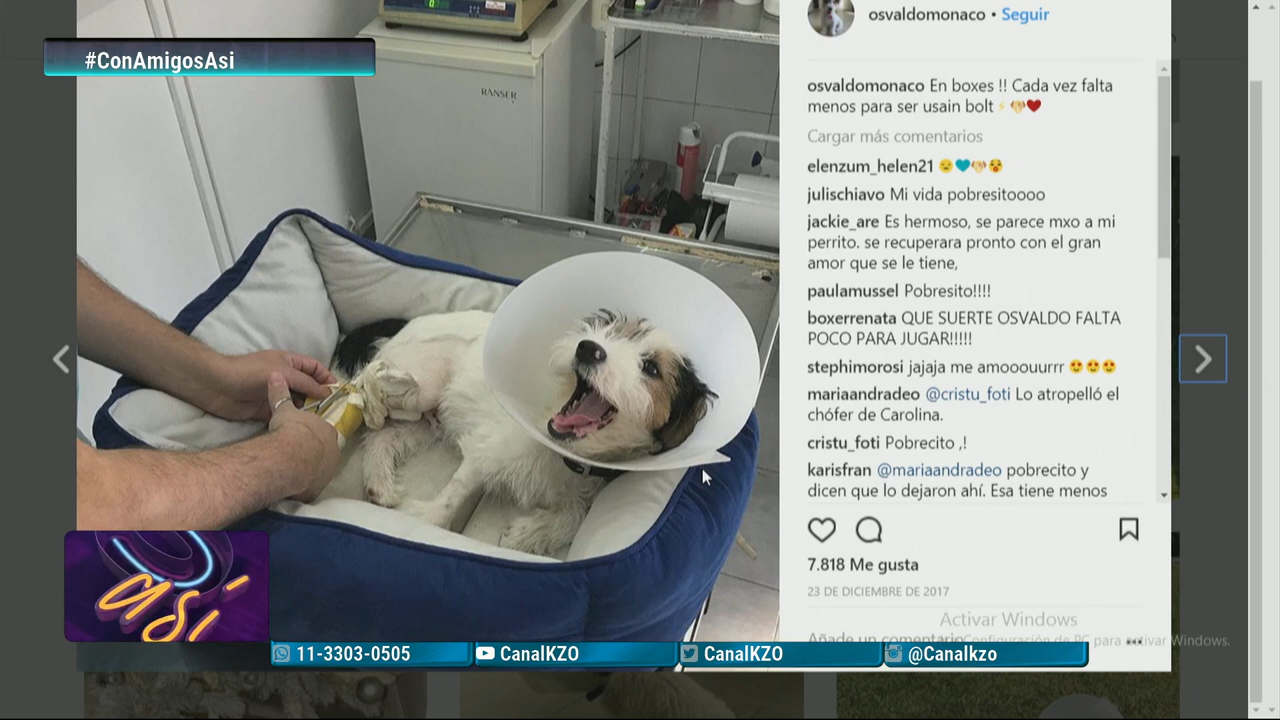 #ConAmigosAsi
RANSER
osvaldomonaco • Seguir
osvaldomonaco En boxes !! Cada vez falta
menos para ser usain bolt
Cargar más comentarios
elenzum_helen21
julischiavo Mi vida pobresitoooo
jackie_are Es hermoso, se parece mxo a mi
perrito. se recuperara pronto con el gran
amor que se le tiene,
paulamussel Pobresito!!!!
boxerrenata QUE SUERTE OSVALDO FALTA
POCO PARA JUGAR!!!!!
stephimorosi jajaja me amoooouurrr
mariaandradeo @cristu_foti Lo atropelló el
chófer de Carolina.
cristu_foti Pobrecito ,!
karisfran @mariaandradeo pobrecito y
dicen que lo dejaron ahí. Esa tiene menos
7.818 Me gusta
23 DE DICIEMBRE DE 2017
Activar Windows
Añade un comentario
Configuración de PC para activar Windows.
así
11-3303-0505
CanalKZO
CanalKZO
@Canalkzo